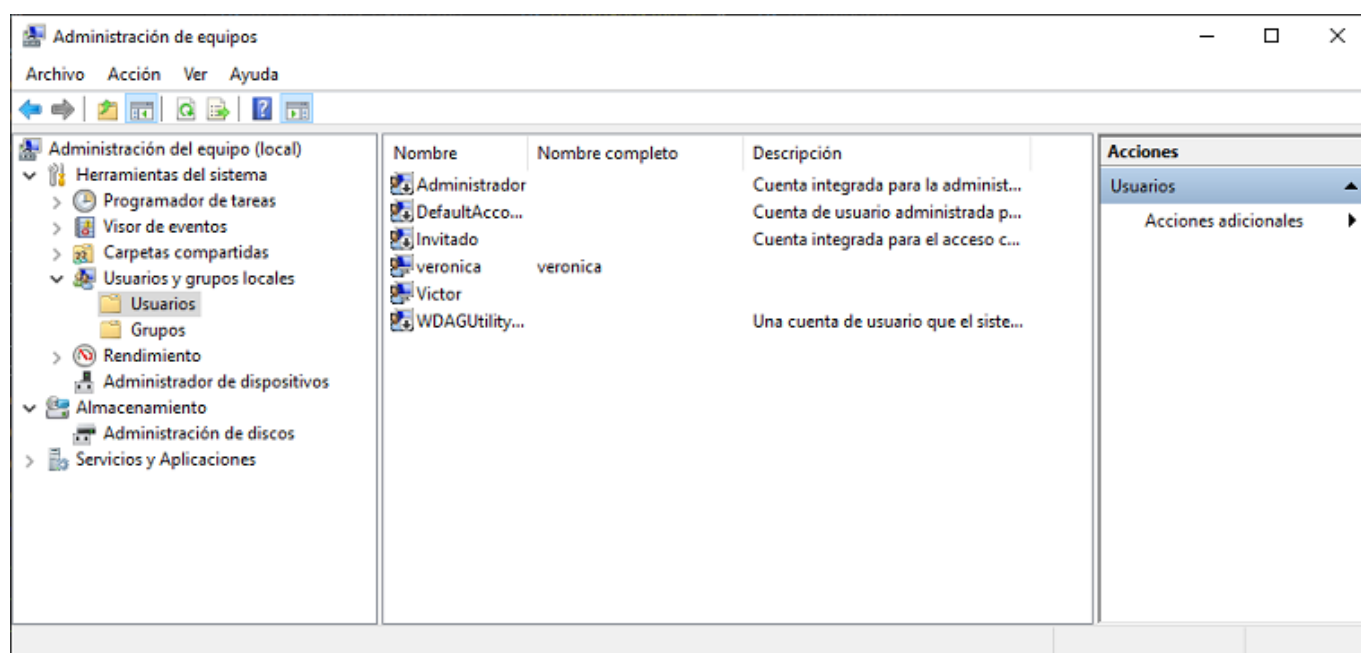 Administración de equipos
Archivo Acción Ver Ayuda
Administración del equipo (local)
Herramientas del sistema
Programador de tareas
Visor de eventos
Carpetas compartidas
Usuarios y grupos locales
Usuarios
Grupos
Rendimiento
Administrador de dispositivos
Almacenamiento
Administración de discos
Servicios y Aplicaciones
Nombre Nombre completo Descripción
Administrador Cuenta integrada para la administ...
DefaultAcco... Cuenta de usuario administrada p...
Invitado Cuenta integrada para el acceso c...
veronica veronica
Victor
WDAGUtility... Una cuenta de usuario que el siste...
Acciones
Usuarios
Acciones adicionales